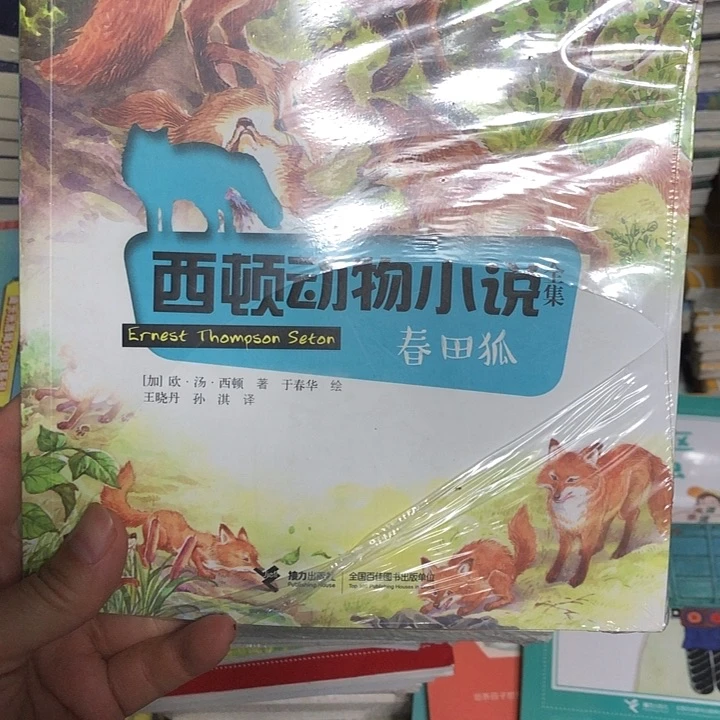 西顿动物小说
全集
Ernest Thompson Seton
春田狐
[加] 欧·汤·西顿 著 于春华 绘
王晓丹 孙 淇 译
接力出版社 全国百佳图书出版单位
Publishing House